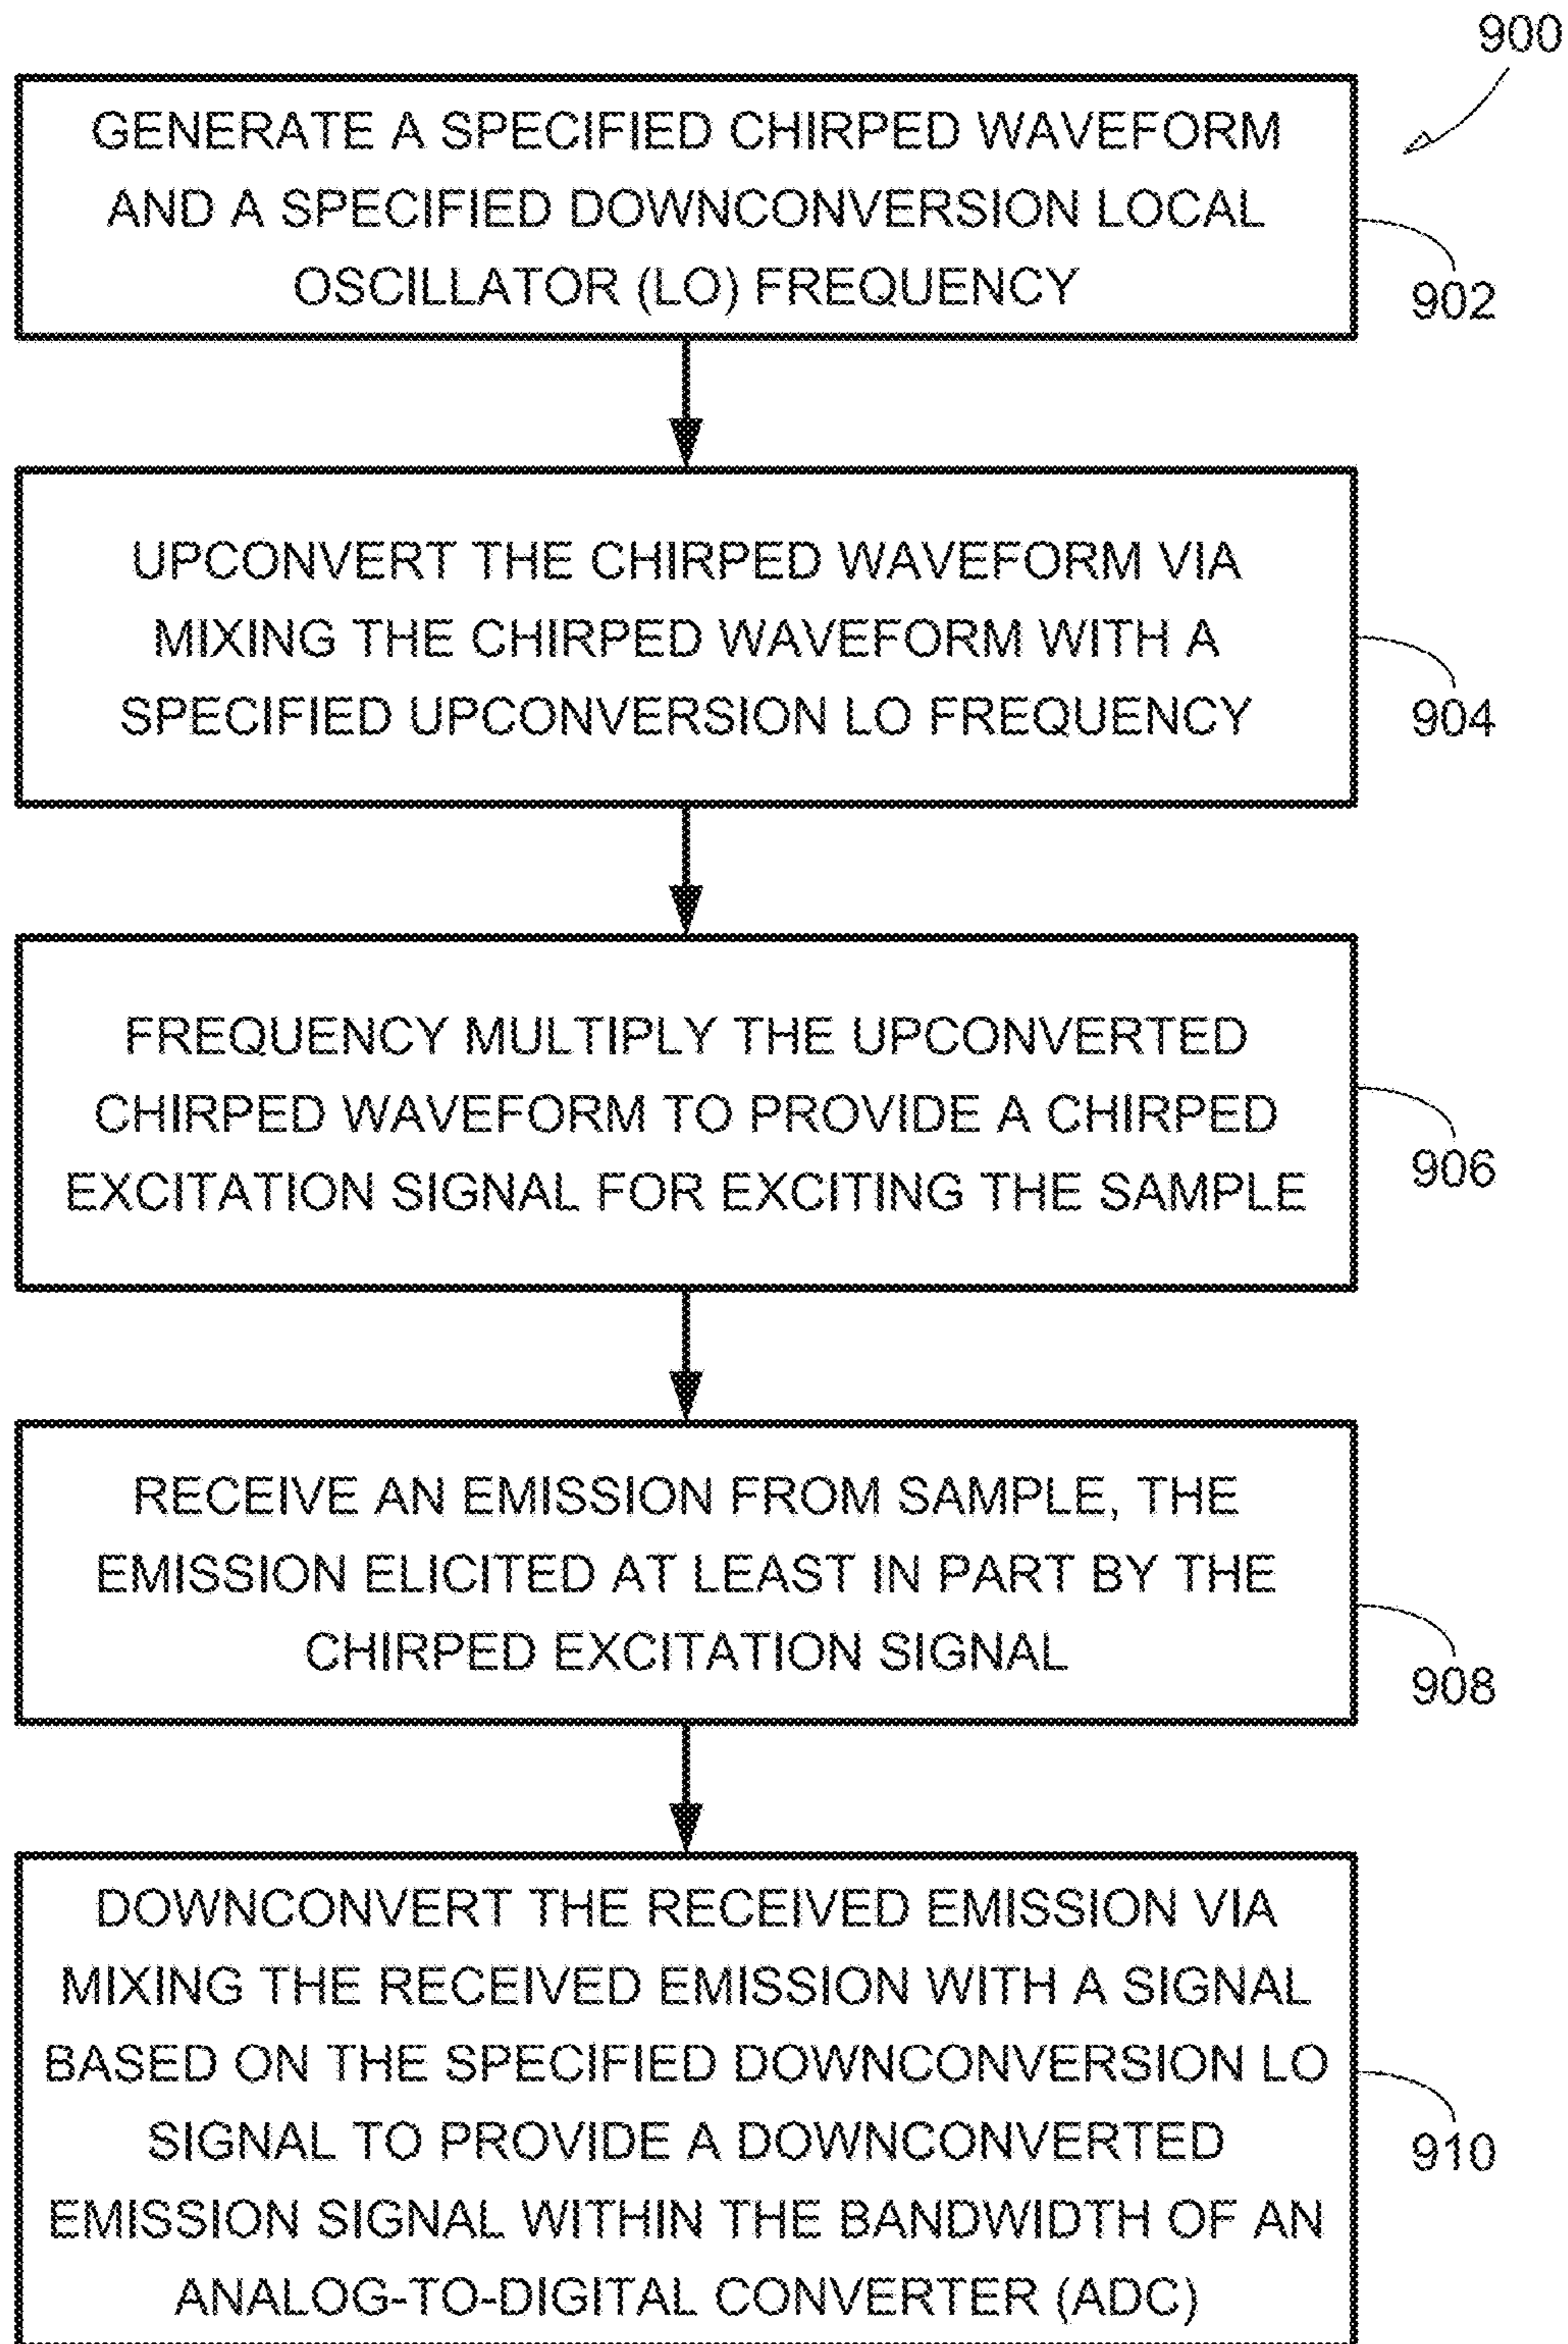 900
GENERATE A SPECIFIED CHIRPED WAVEFORM
AND A SPECIFIED DOWNCONVERSION LOCAL
OSCILLATOR (LO) FREQUENCY
902
UPCONVERT THE CHIRPED WAVEFORM VIA
MIXING THE CHIRPED WAVEFORM WITH A
SPECIFIED UPCONVERSION LO FREQUENCY
904
FREQUENCY MULTIPLY THE UPCONVERTED
CHIRPED WAVEFORM TO PROVIDE A CHIRPED
EXCITATION SIGNAL FOR EXCITING THE SAMPLE
906
RECEIVE AN EMISSION FROM SAMPLE, THE
EMISSION ELICITED AT LEAST IN PART BY THE
CHIRPED EXCITATION SIGNAL
908
DOWNCONVERT THE RECEIVED EMISSION VIA
MIXING THE RECEIVED EMISSION WITH A SIGNAL
BASED ON THE SPECIFIED DOWNCONVERSION LO
SIGNAL TO PROVIDE A DOWNCONVERTED
EMISSION SIGNAL WITHIN THE BANDWIDTH OF AN
ANALOG-TO-DIGITAL CONVERTER (ADC)
910